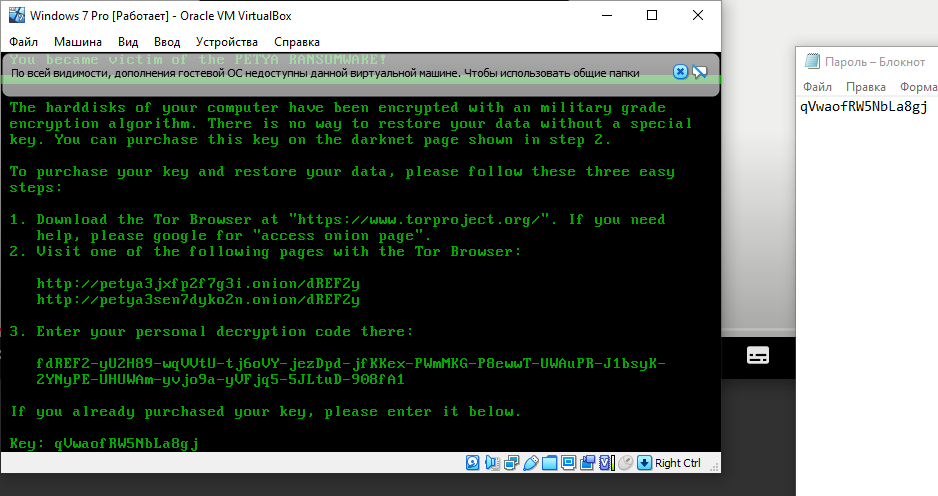 Windows 7 Pro [Работает] - Oracle VM VirtualBox
Файл Машина Вид Ввод Устройства Справка
You became victim of the PETYA RANSOMWARE!
По всей видимости, дополнения гостевой ОС недоступны данной виртуальной машине. Чтобы использовать общие папки
The harddisks of your computer have been encrypted with an military grade
encryption algorithm. There is no way to restore your data without a special
key. You can purchase this key on the darknet page shown in step 2.
To purchase your key and restore your data, please follow these three easy
steps:
1. Download the Tor Browser at "https://www.torproject.org/". If you need
help, please google for "access onion page".
2. Visit one of the following pages with the Tor Browser:
http://petya3jxfp2f7g3i.onion/dREF2y
http://petya3sen7dyko2n.onion/dREF2y
3. Enter your personal decryption code there:
fdREF2-yU2H89-wqVVtU-tj6oVY-jezDpd-jfKKex-PWmMKG-P8ewwT-UWAuPR-J1bsyK-
2YNyPE-UHUWAm-yvjo9a-yVFjq5-5JLtuD-908fA1
If you already purchased your key, please enter it below.
Key: qVwaofRW5NbLa8gj
Right Ctrl
Пароль – Блокнот
Файл Правка Форма
qVwaofRW5NbLa8gj